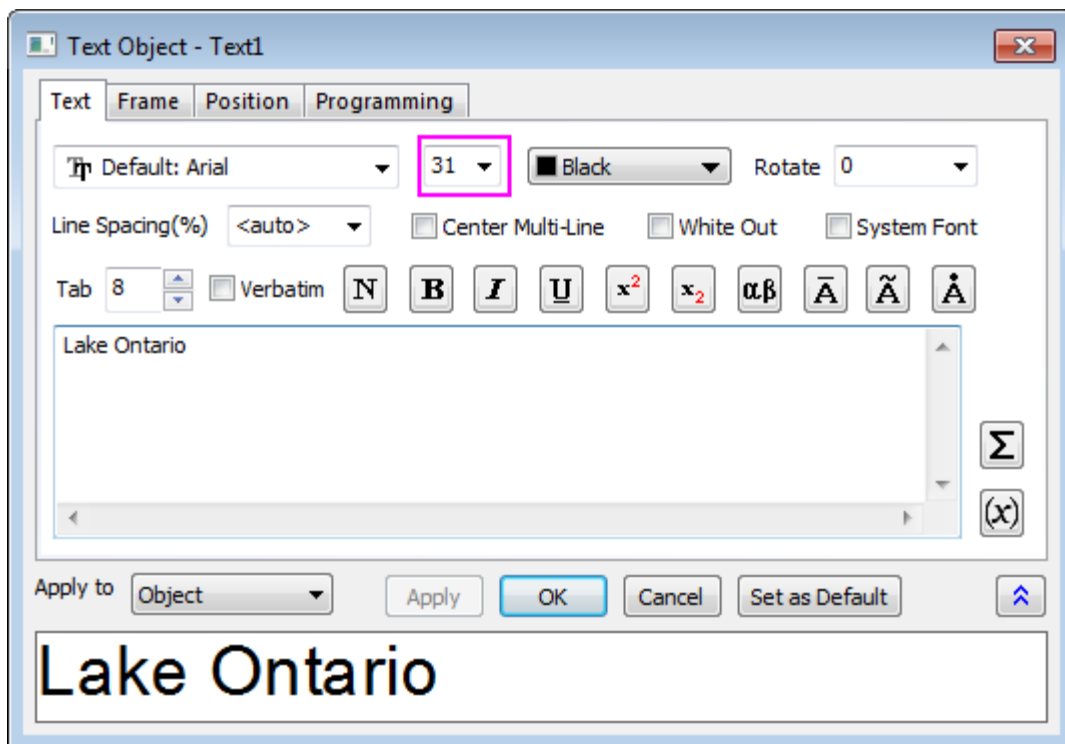 Text Object - Text1
Text Frame Position Programming
Default: Arial 31 Black Rotate 0
Line Spacing(%) <auto> Center Multi-Line White Out System Font
Tab 8 Verbatim N B I U x² x₂ αβ Ā Ã Å
Lake Ontario
Σ
(x)
Apply to Object Apply OK Cancel Set as Default
Lake Ontario